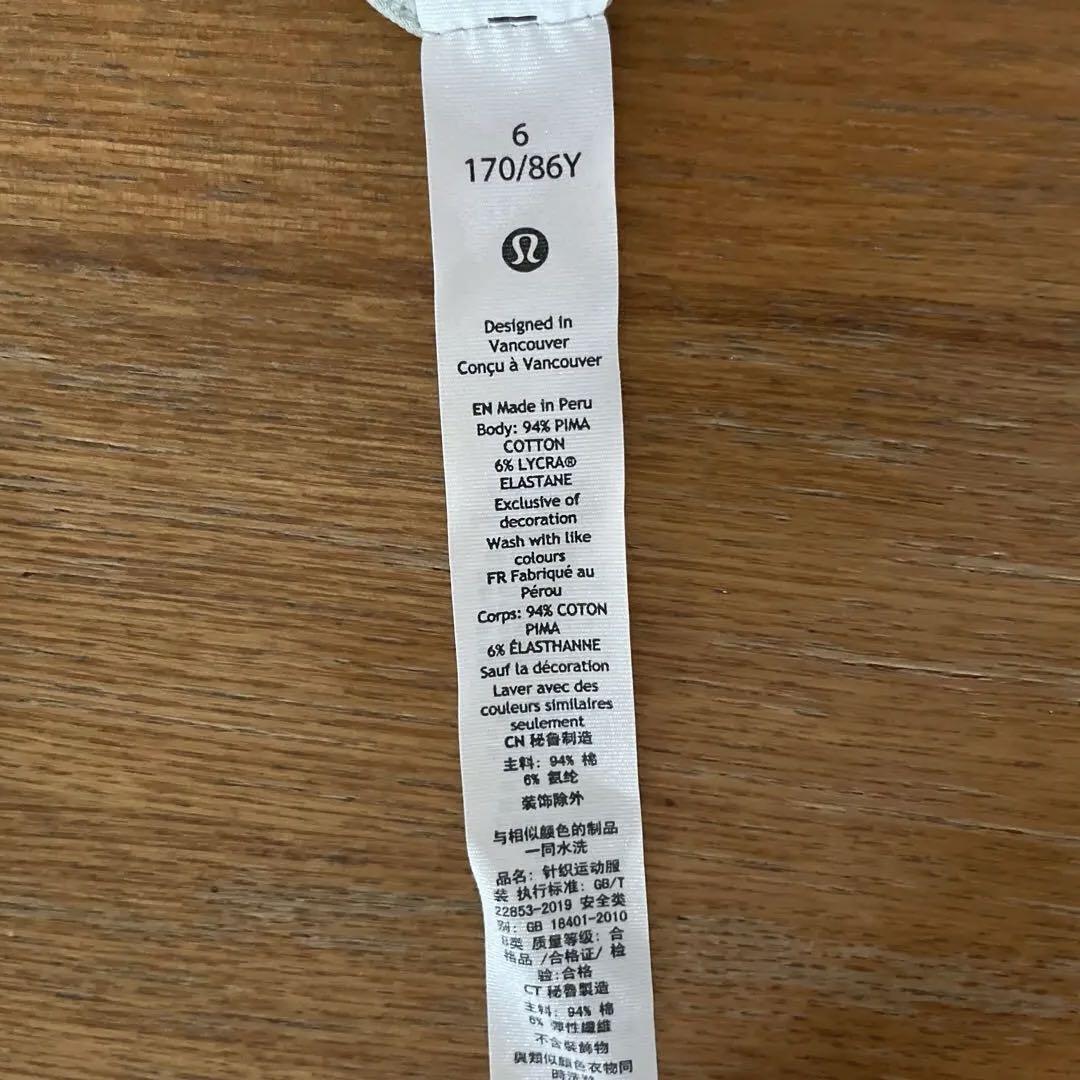 6
170/86Y
Designed in
Vancouver
Conçu à Vancouver
EN Made in Peru
Body: 94% PIMA
COTTON
6% LYCRA®
ELASTANE
Exclusive of
decoration
Wash with like
colours
FR Fabriqué au
Pérou
Corps: 94% COTON
PIMA
6% ÉLASTHANNE
Sauf la décoration
Laver avec des
couleurs similaires
seulement
CN 秘鲁制造
主料: 94% 棉
6% 氨纶
装饰除外
与相似颜色的制品
一同水洗
品名: 针织运动服
装 执行标准: GB/T
22853-2019 安全类
别: GB 18401-2010
B类 质量等级: 合
格品 /合格证/ 检
验:合格
CT 秘魯製造
主料: 94% 棉
6% 彈性纖維
不含裝飾物
與類似顏色衣物同